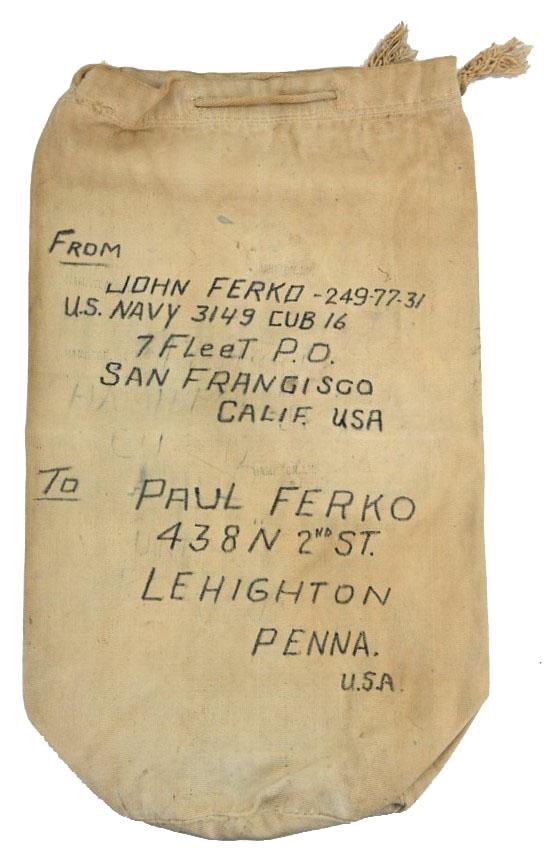 FROM
JOHN FERKO - 249-77-31
U.S. NAVY 3149 CUB 16
7 FLeeT P.O.
SAN FRANCISCO
CALIF. USA
TO
PAUL FERKO
438 N 2ND ST.
LEHIGHTON
PENNA.
U.S.A.